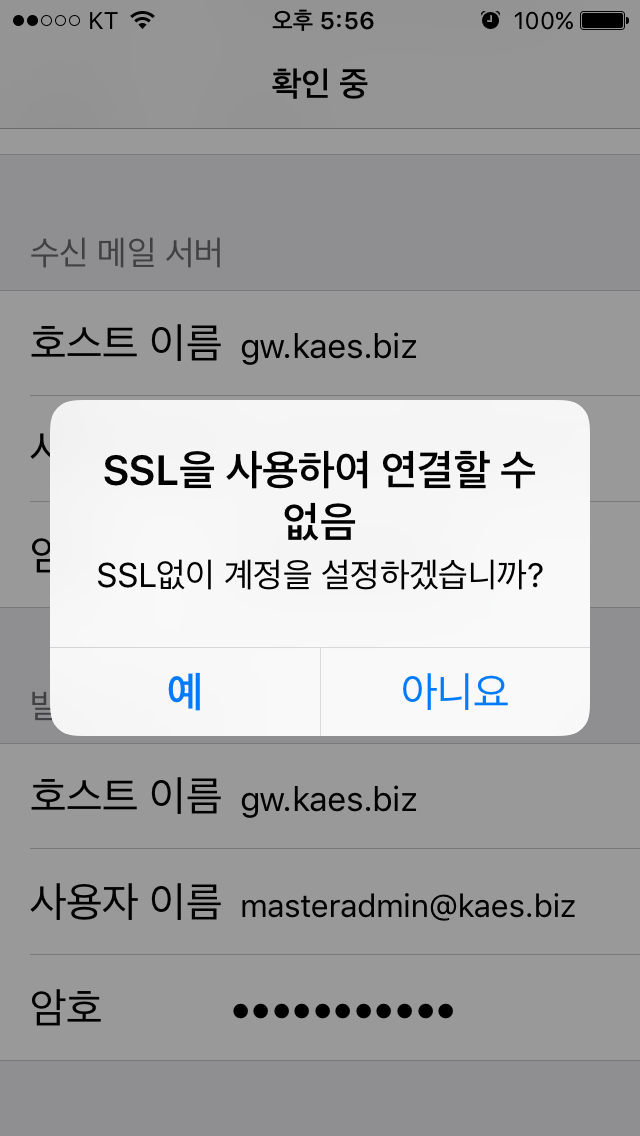 KT 오후 5:56 100%
확인 중
수신 메일 서버
호스트 이름 gw.kaes.biz
SSL을 사용하여 연결할 수
없음
SSL없이 계정을 설정하겠습니까?
예 아니요
호스트 이름 gw.kaes.biz
사용자 이름 masteradmin@kaes.biz
암호 ●●●●●●●●●●●